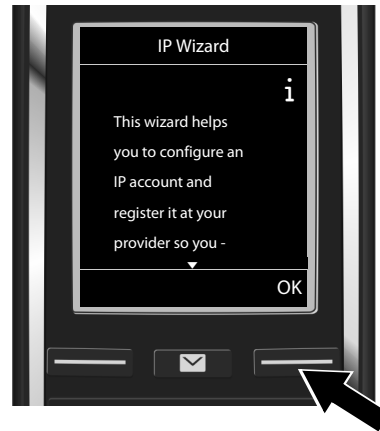 IP Wizard
i
This wizard helps
you to configure an
IP account and
register it at your
provider so you -
OK